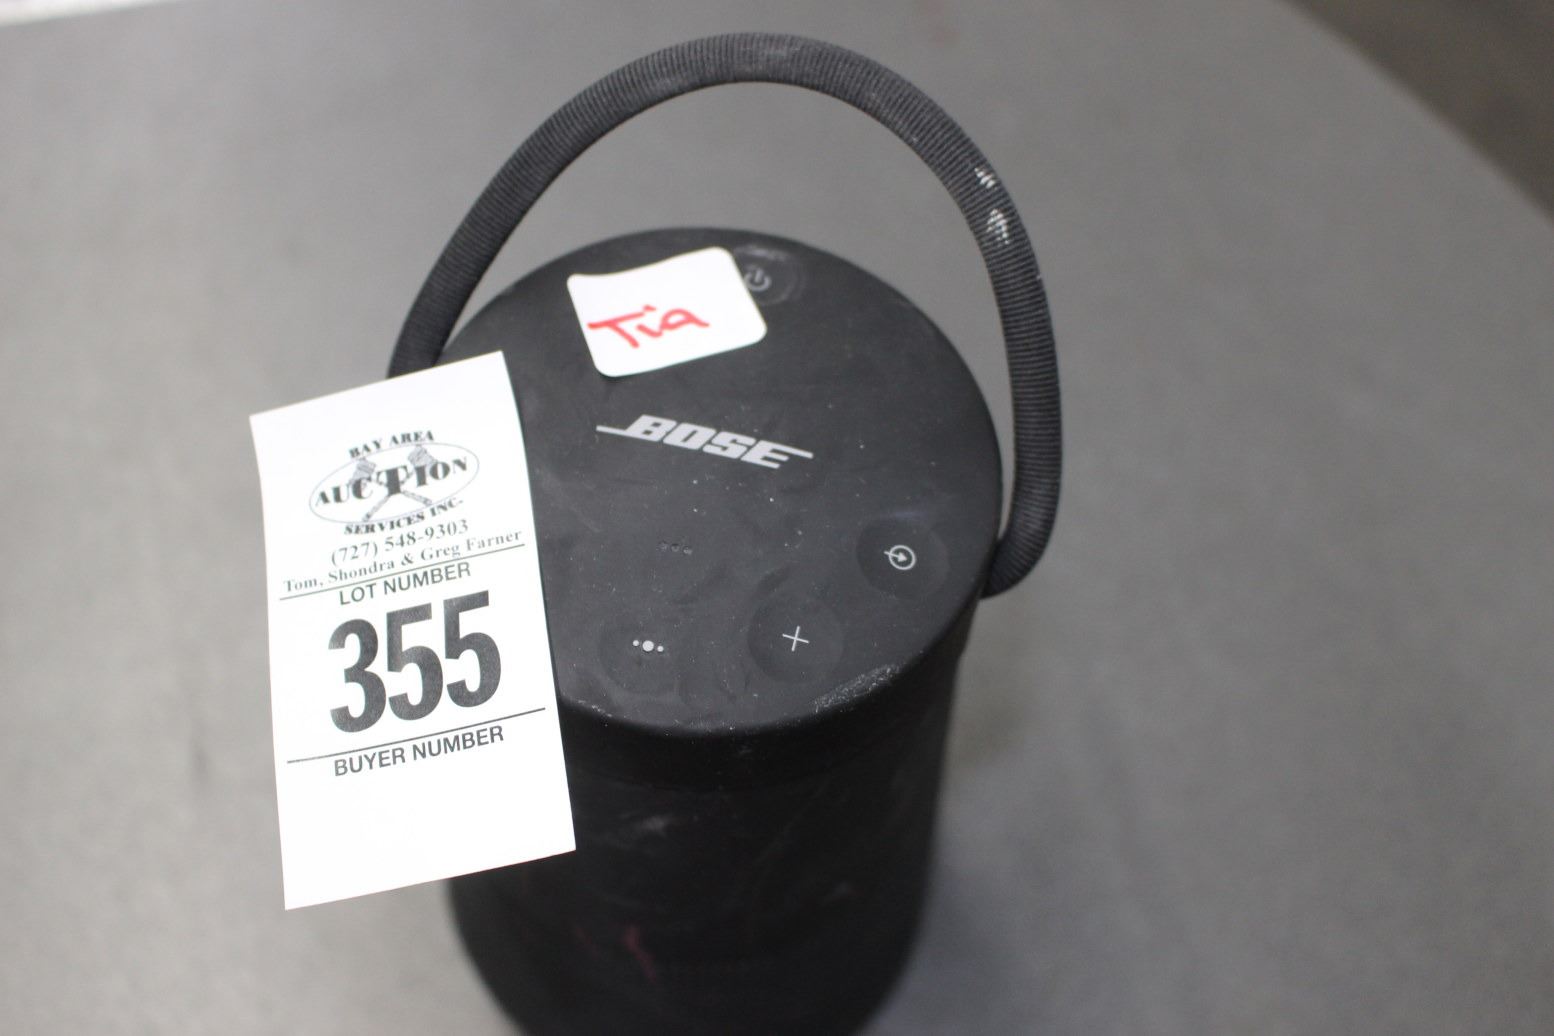 Tia
BOSE
BAY AREA
AUCTION
SERVICES INC.
(727) 548-9303
Tom, Shondra & Greg Farner
LOT NUMBER
355
BUYER NUMBER